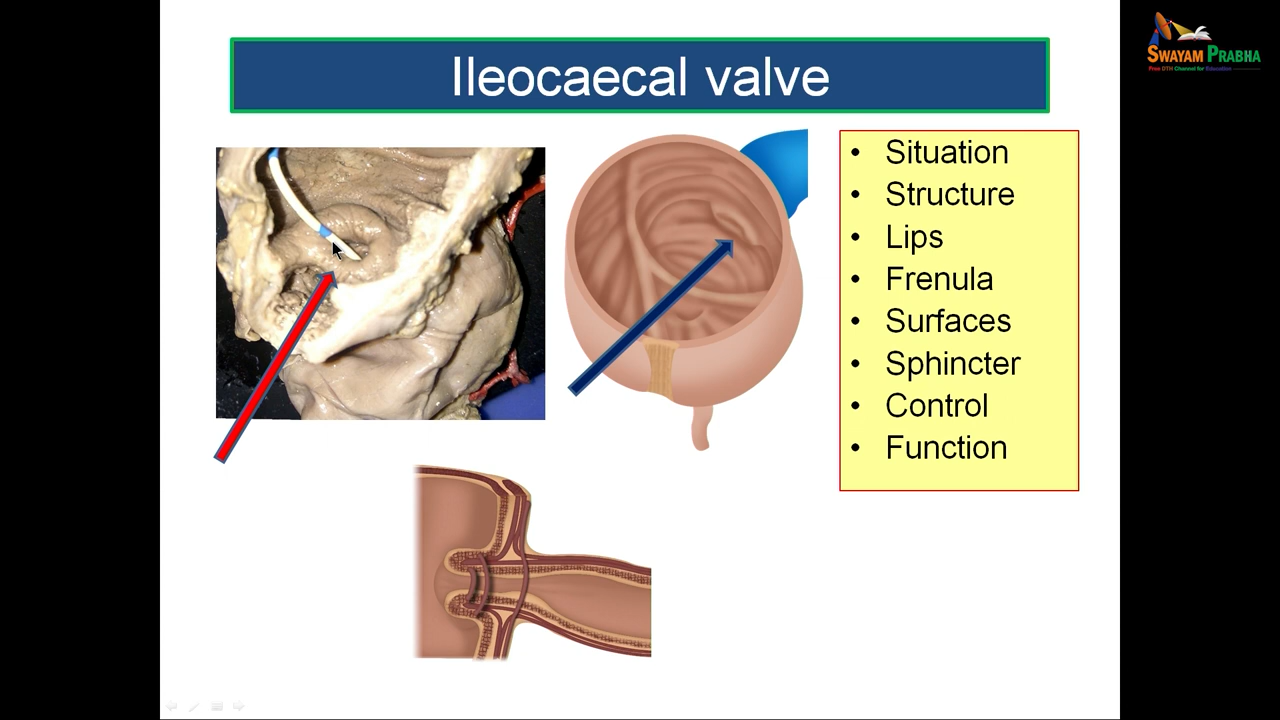 Ileocaecal valve
SWAYAM PRABHA
Free DTH Channel for Education
• Situation
• Structure
• Lips
• Frenula
• Surfaces
• Sphincter
• Control
• Function